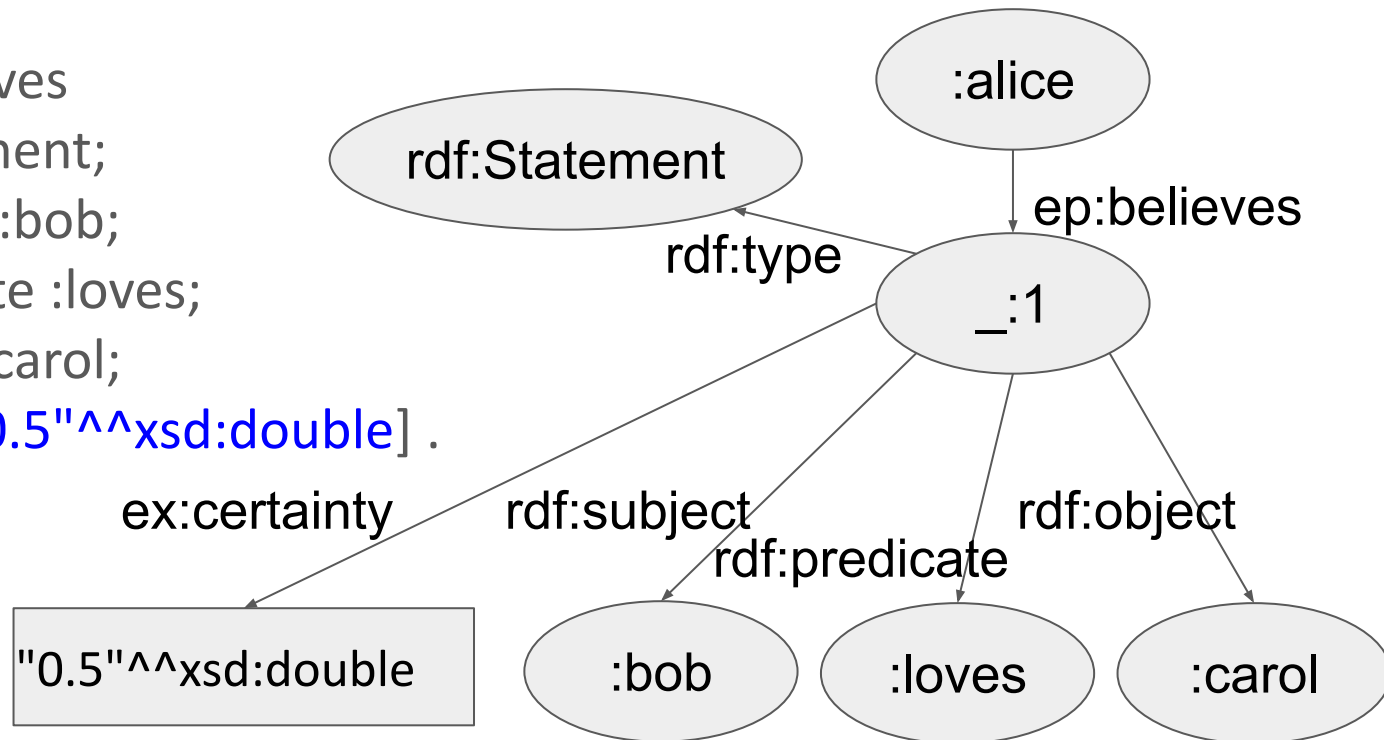 ves
nent;
:bob;
te :loves;
carol;
0.5"^^xsd:double] .
:alice
rdf:Statement
ep:believes
rdf:type
_:1
ex:certainty
rdf:subject
rdf:object
rdf:predicate
"0.5"^^xsd:double
:bob
:loves
:carol